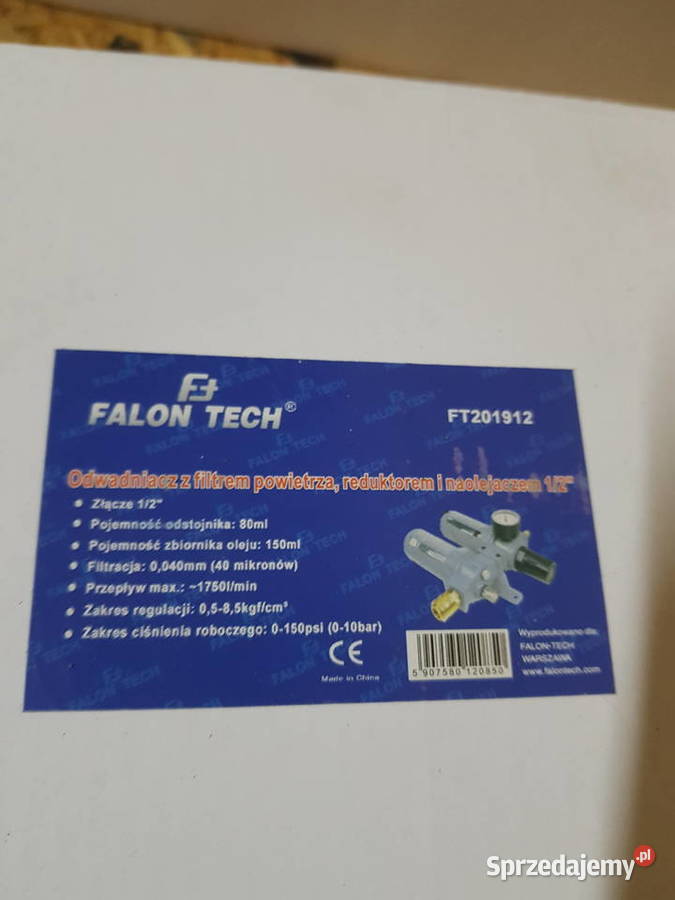 FALON TECH®
FT201912
Odwadniacz z filtrem powietrza, reduktorem i naolejaczem 1/2"
Złącze 1/2"
Pojemność odstojnika: 80ml
Pojemność zbiornika oleju: 150ml
Filtracja: 0,040mm (40 mikronów)
Przepływ max.: ~1750l/min
Zakres regulacji: 0,5-8,5kgf/cm³
Zakres ciśnienia roboczego: 0-150psi (0-10bar)
CE
Made in China
5 907580 120850
Wyprodukowano dla:
FALON-TECH
WARSZAWA
www.falontech.com
Sprzedajemy.pl